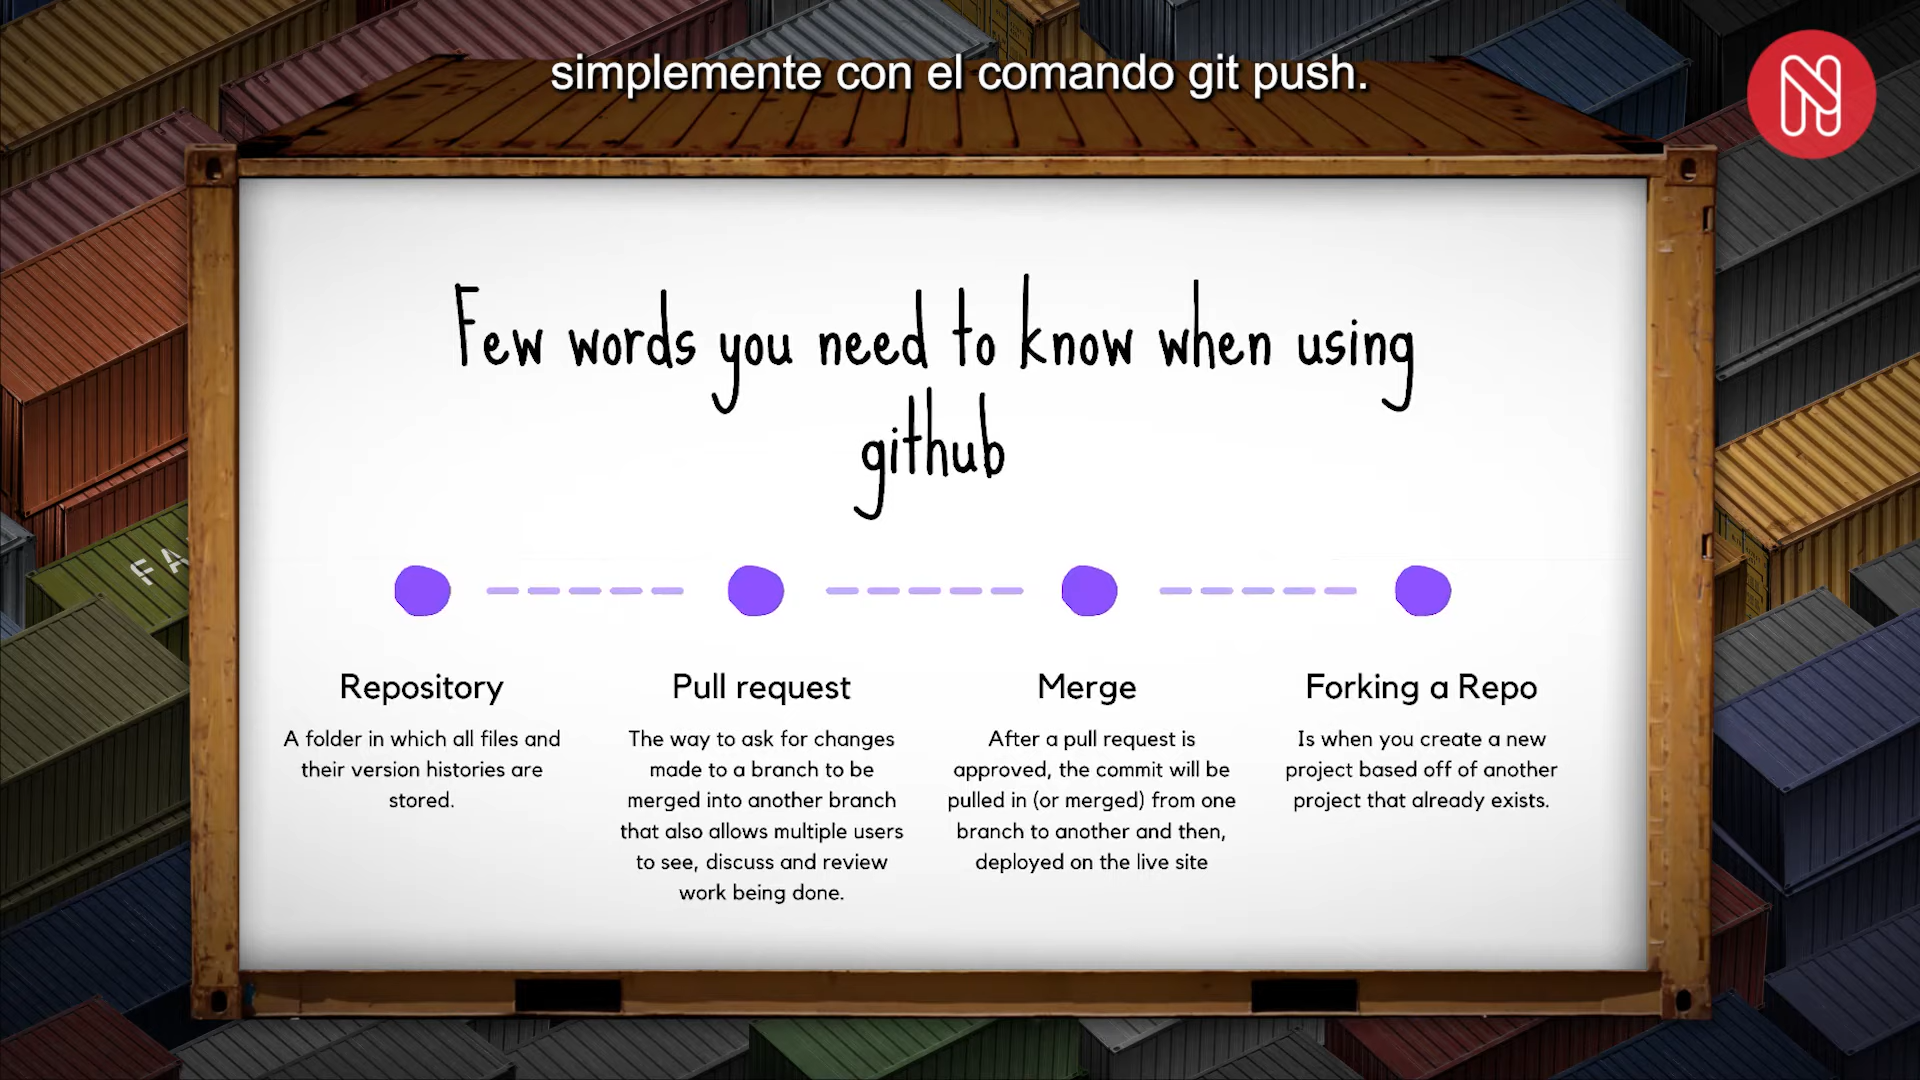 simplemente con el comando git push.
Few words you need to know when using
github
Repository
A folder in which all files and
their version histories are
stored.
Pull request
The way to ask for changes
made to a branch to be
merged into another branch
that also allows multiple users
to see, discuss and review
work being done.
Merge
After a pull request is
approved, the commit will be
pulled in (or merged) from one
branch to another and then,
deployed on the live site
Forking a Repo
Is when you create a new
project based off of another
project that already exists.
FA